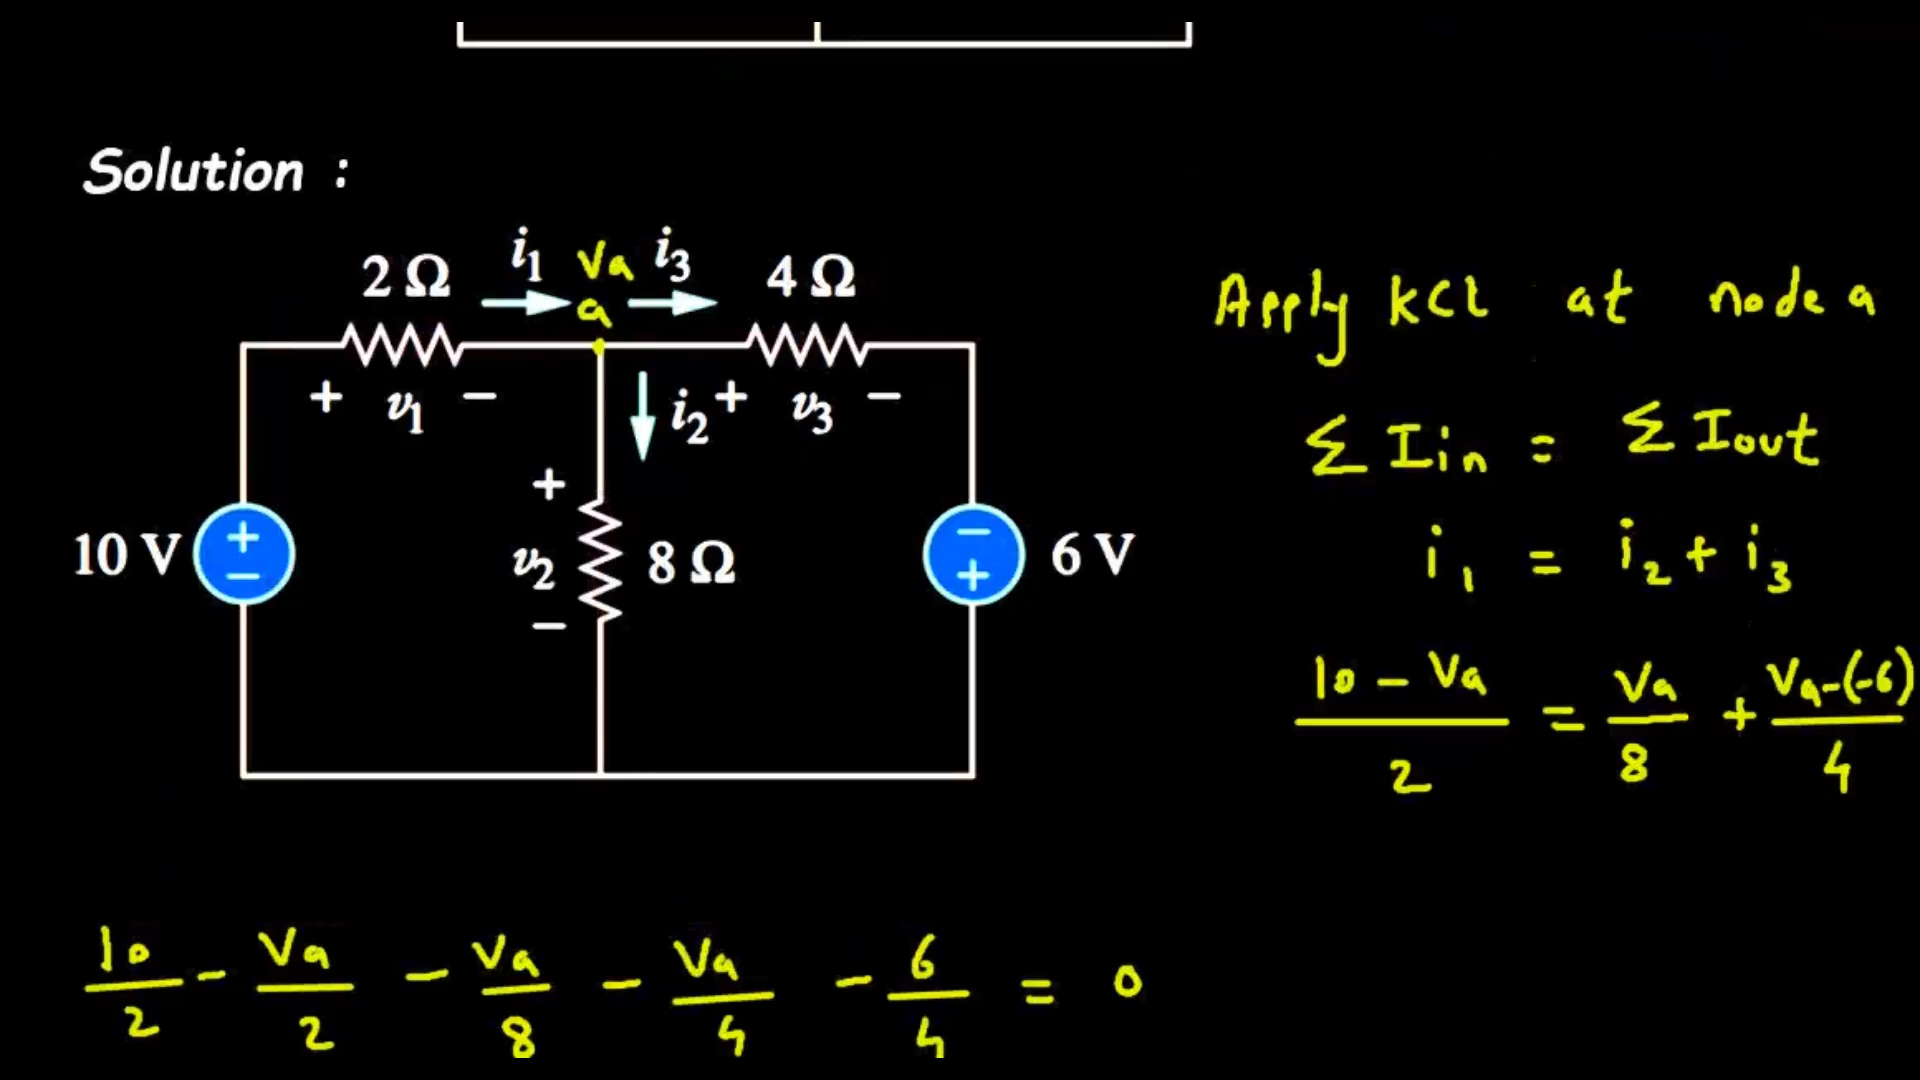 Solution :
2 Ω i1 Va i3 4 Ω
a
+ v1 − i2 + v3 −
10 V + − + v2 − 8 Ω − + 6 V
Apply KCL at node a
Σ Iin = Σ Iout
i1 = i2 + i3
10 - Va / 2 = Va / 8 + Va-(-6) / 4
10/2 - Va/2 - Va/8 - Va/4 - 6/4 = 0